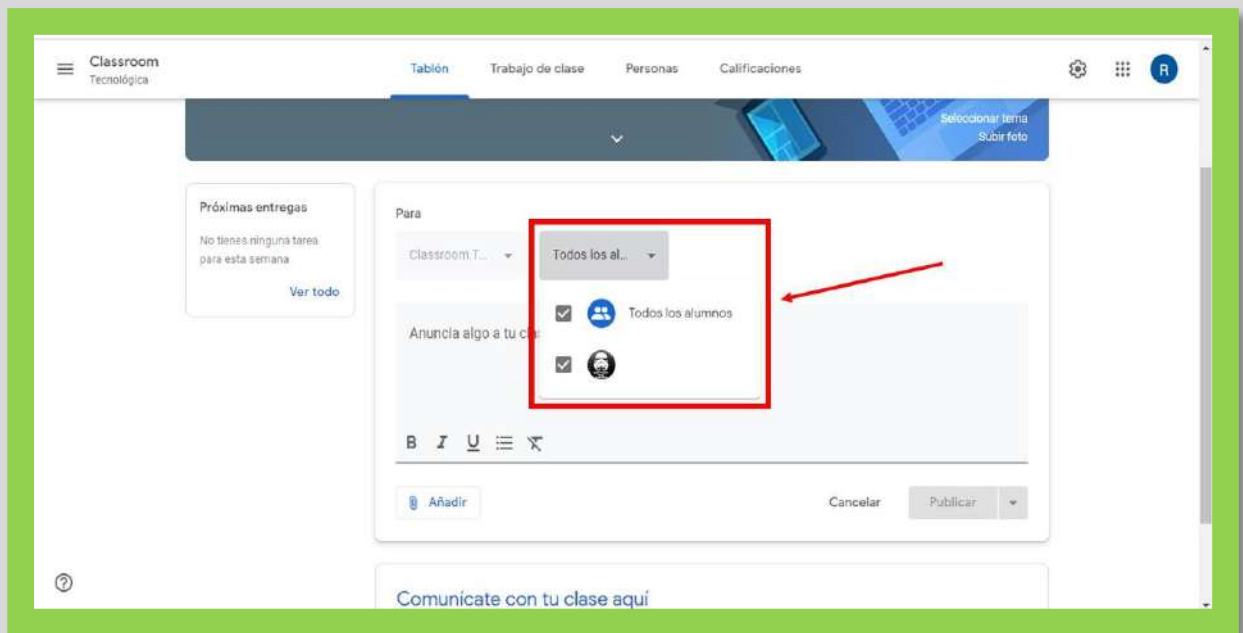 Classroom
Tecnológica
Tablón
Trabajo de clase
Personas
Calificaciones
R
Seleccionar tema
Subir foto
Próximas entregas
No tienes ninguna tarea
para esta semana
Ver todo
Para
Classroom T...
Todos los al...
Todos los alumnos
Anuncia algo a tu cla
B I U
Añadir
Cancelar
Publicar
Comunícate con tu clase aquí